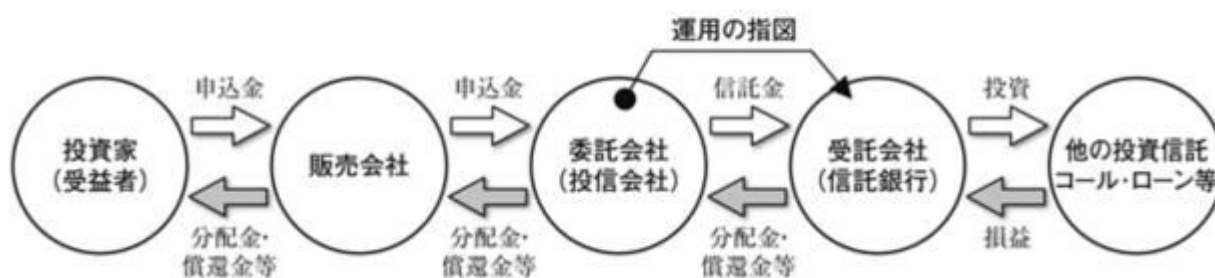 運用の指図
申込金
申込金
信託金
投資
投資家
(受益者)
販売会社
委託会社
(投信会社)
受託会社
(信託銀行)
他の投資信託
コール・ローン等
分配金・
償還金等
分配金・
償還金等
分配金・
償還金等
損益